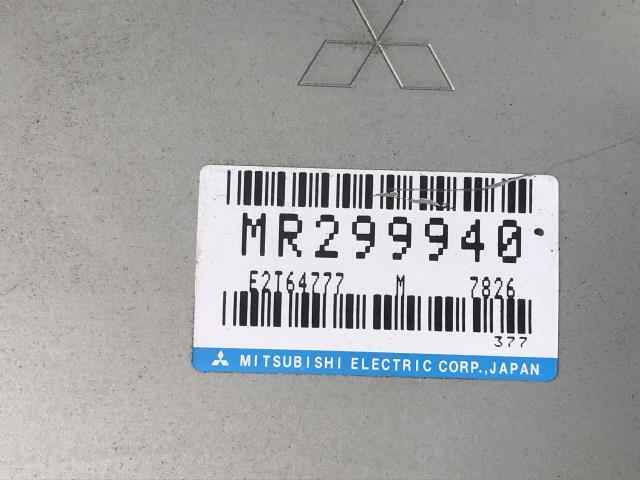 MR299940
E2T64777 M 7826
377
MITSUBISHI ELECTRIC CORP.,JAPAN